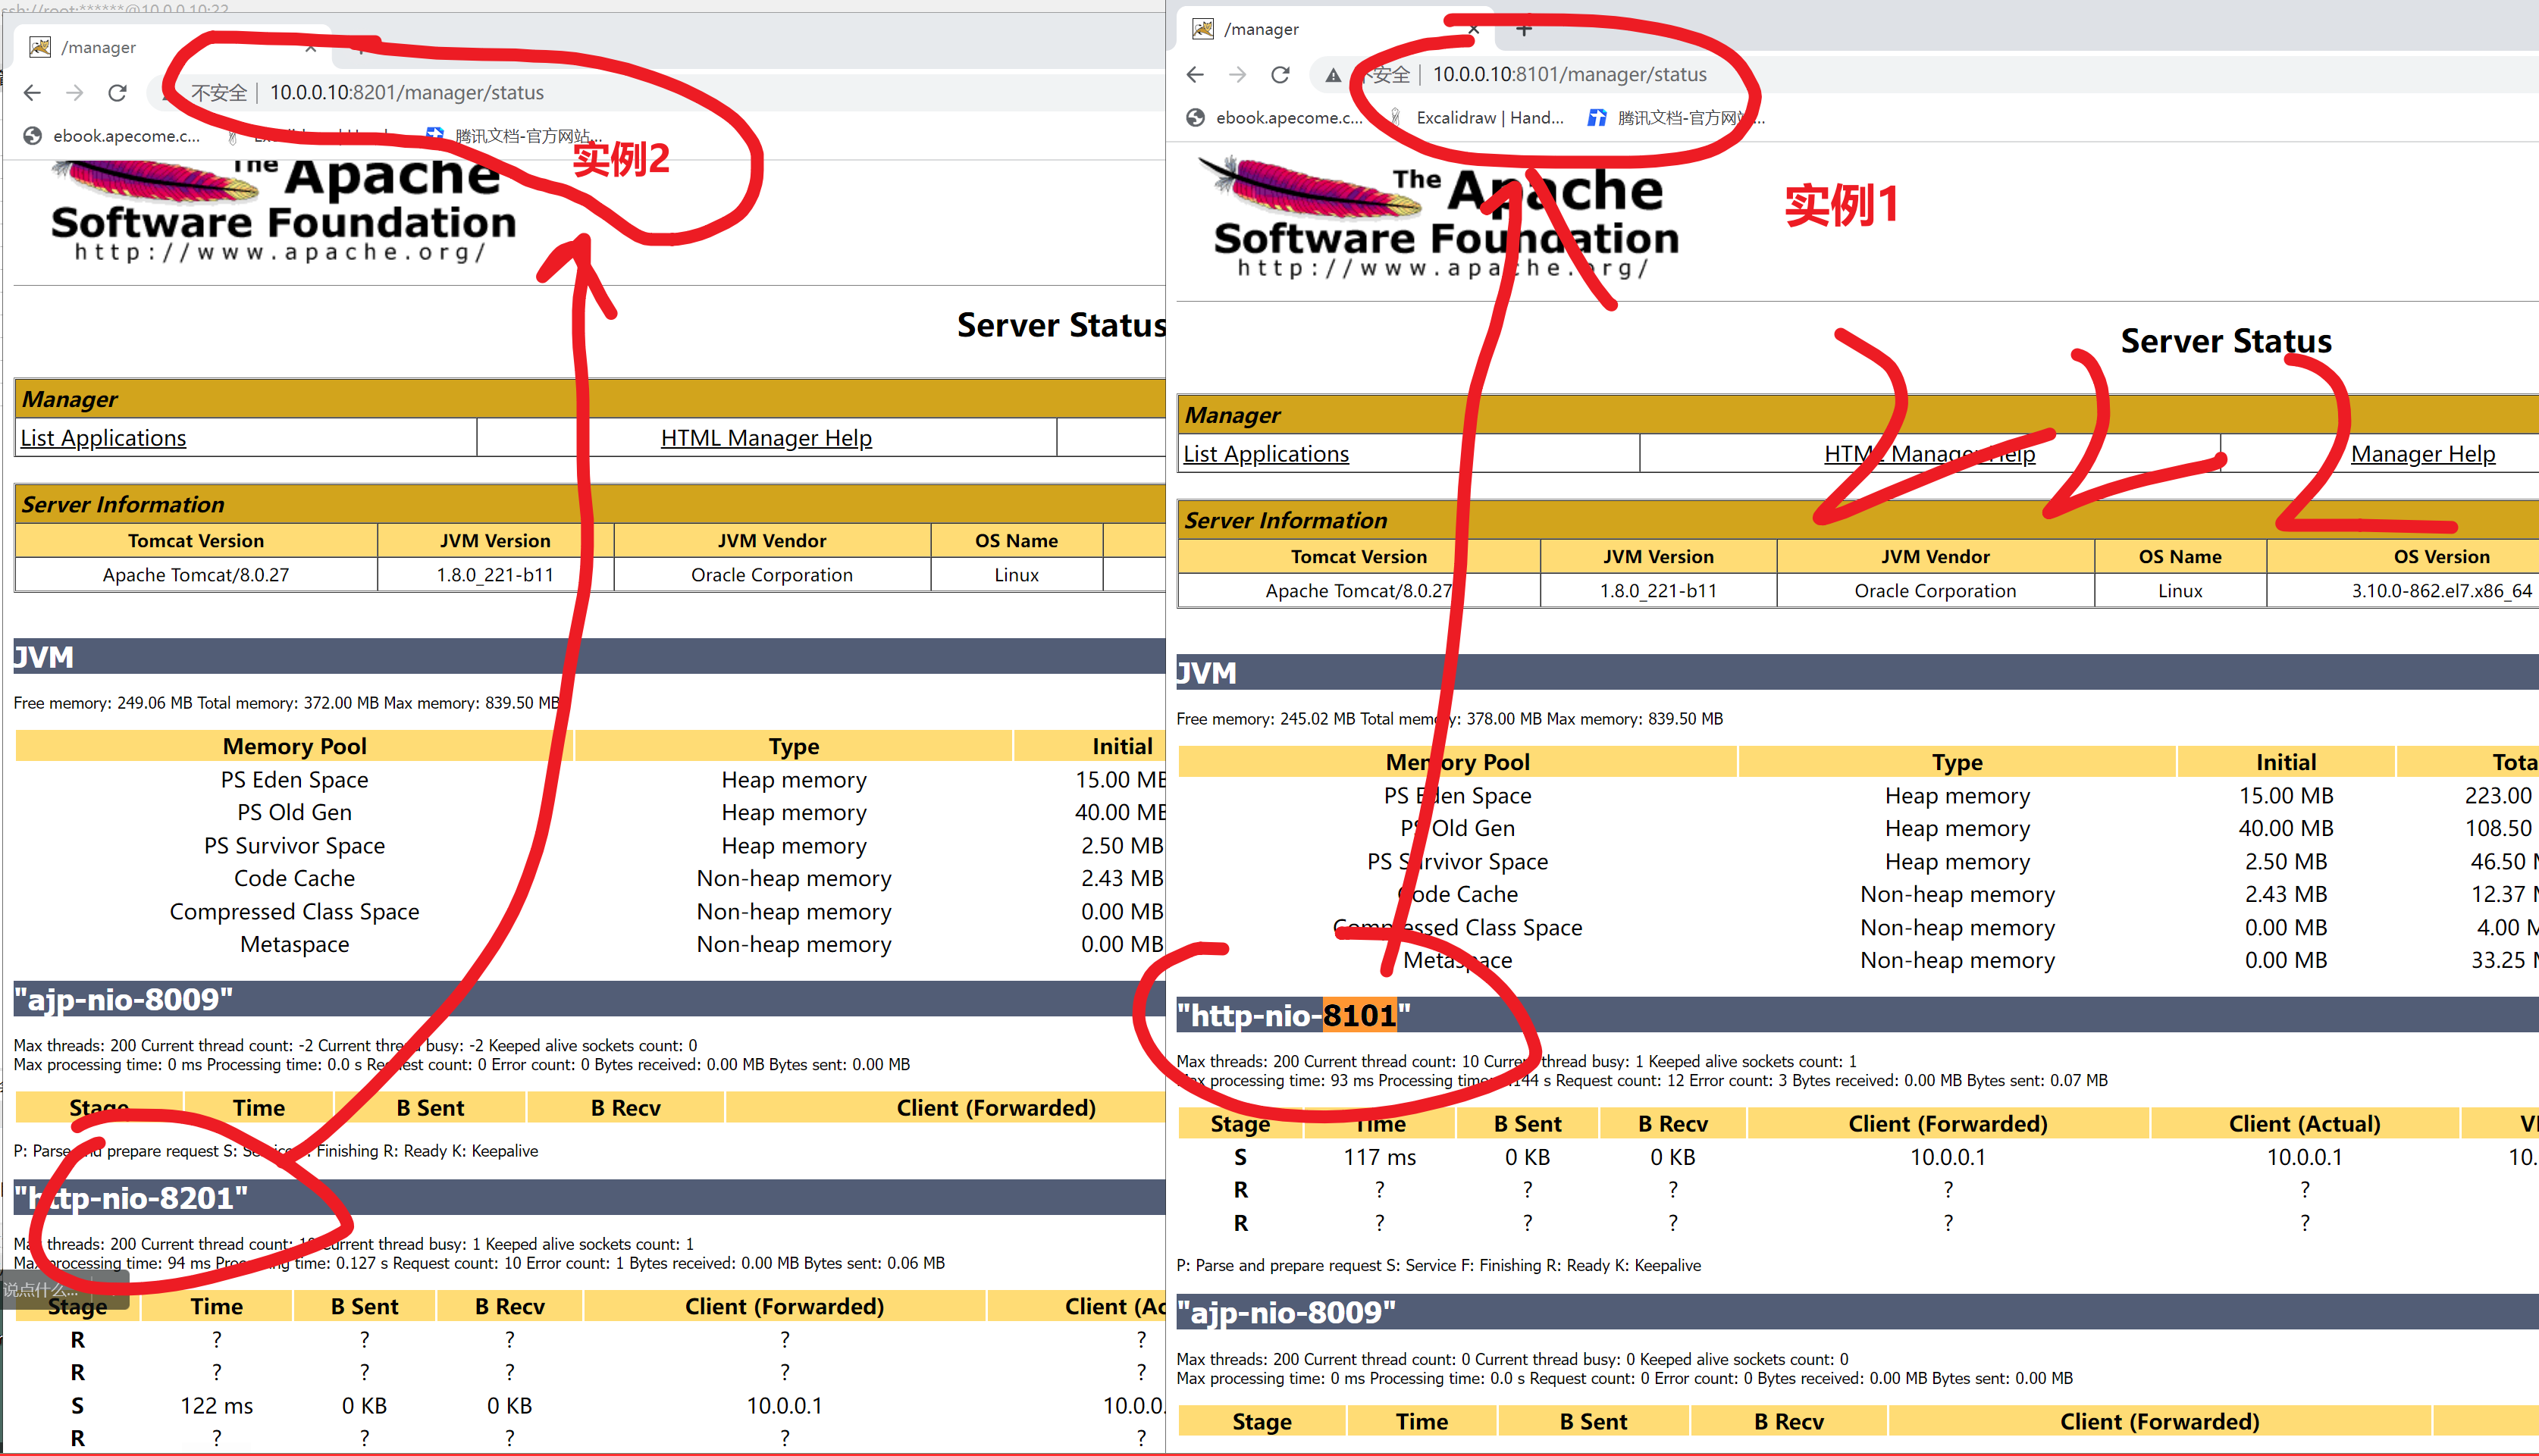 ssh://root:******@10.0.0.10:22
/manager
不安全 | 10.0.0.10:8201/manager/status
ebook.apecome.c...
腾讯文档-官方网站...
实例2
The Apache
Software Foundation
http://www.apache.org/
Server Status
Manager
List Applications HTML Manager Help
Server Information
Tomcat Version JVM Version JVM Vendor OS Name
Apache Tomcat/8.0.27 1.8.0_221-b11 Oracle Corporation Linux
JVM
Free memory: 249.06 MB Total memory: 372.00 MB Max memory: 839.50 MB
Memory Pool Type Initial
PS Eden Space Heap memory 15.00 MB
PS Old Gen Heap memory 40.00 MB
PS Survivor Space Heap memory 2.50 MB
Code Cache Non-heap memory 2.43 MB
Compressed Class Space Non-heap memory 0.00 MB
Metaspace Non-heap memory 0.00 MB
"ajp-nio-8009"
Max threads: 200 Current thread count: -2 Current thread busy: -2 Keeped alive sockets count: 0
Max processing time: 0 ms Processing time: 0.0 s Request count: 0 Error count: 0 Bytes received: 0.00 MB Bytes sent: 0.00 MB
Stage Time B Sent B Recv Client (Forwarded)
P: Parse and prepare request S: Service F: Finishing R: Ready K: Keepalive
"http-nio-8201"
Max threads: 200 Current thread count: 10 Current thread busy: 1 Keeped alive sockets count: 1
Max processing time: 94 ms Processing time: 0.127 s Request count: 10 Error count: 1 Bytes received: 0.00 MB Bytes sent: 0.06 MB
说点什么...
Stage Time B Sent B Recv Client (Forwarded) Client (Ac
R ? ? ? ? ?
R ? ? ? ? ?
S 122 ms 0 KB 0 KB 10.0.0.1 10.0.0.
R ? ? ? ? ?
/manager
不安全 | 10.0.0.10:8101/manager/status
ebook.apecome.c... Excalidraw | Hand... 腾讯文档-官方网站...
实例1
The Apache
Software Foundation
http://www.apache.org/
Server Status
Manager
List Applications HTML Manager Help Manager Help
Server Information
Tomcat Version JVM Version JVM Vendor OS Name OS Version
Apache Tomcat/8.0.27 1.8.0_221-b11 Oracle Corporation Linux 3.10.0-862.el7.x86_64
JVM
Free memory: 245.02 MB Total memory: 378.00 MB Max memory: 839.50 MB
Memory Pool Type Initial Tota
PS Eden Space Heap memory 15.00 MB 223.00
PS Old Gen Heap memory 40.00 MB 108.50
PS Survivor Space Heap memory 2.50 MB 46.50 M
Code Cache Non-heap memory 2.43 MB 12.37 M
Compressed Class Space Non-heap memory 0.00 MB 4.00 M
Metaspace Non-heap memory 0.00 MB 33.25 M
"http-nio-8101"
Max threads: 200 Current thread count: 10 Current thread busy: 1 Keeped alive sockets count: 1
Max processing time: 93 ms Processing time: 0.144 s Request count: 12 Error count: 3 Bytes received: 0.00 MB Bytes sent: 0.07 MB
Stage Time B Sent B Recv Client (Forwarded) Client (Actual) VI
S 117 ms 0 KB 0 KB 10.0.0.1 10.0.0.1 10.
R ? ? ? ? ?
R ? ? ? ? ?
P: Parse and prepare request S: Service F: Finishing R: Ready K: Keepalive
"ajp-nio-8009"
Max threads: 200 Current thread count: 0 Current thread busy: 0 Keeped alive sockets count: 0
Max processing time: 0 ms Processing time: 0.0 s Request count: 0 Error count: 0 Bytes received: 0.00 MB Bytes sent: 0.00 MB
Stage Time B Sent B Recv Client (Forwarded)